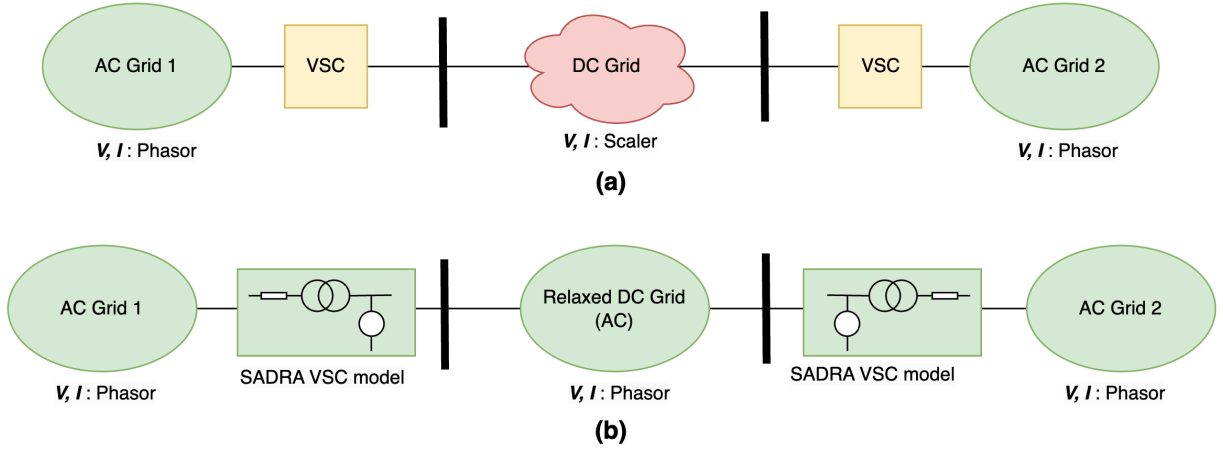 AC Grid 1
VSC
DC Grid
VSC
AC Grid 2
V, I : Phasor
V, I : Scaler
V, I : Phasor
(a)
AC Grid 1
Relaxed DC Grid
(AC)
AC Grid 2
SADRA VSC model
SADRA VSC model
V, I : Phasor
V, I : Phasor
V, I : Phasor
(b)